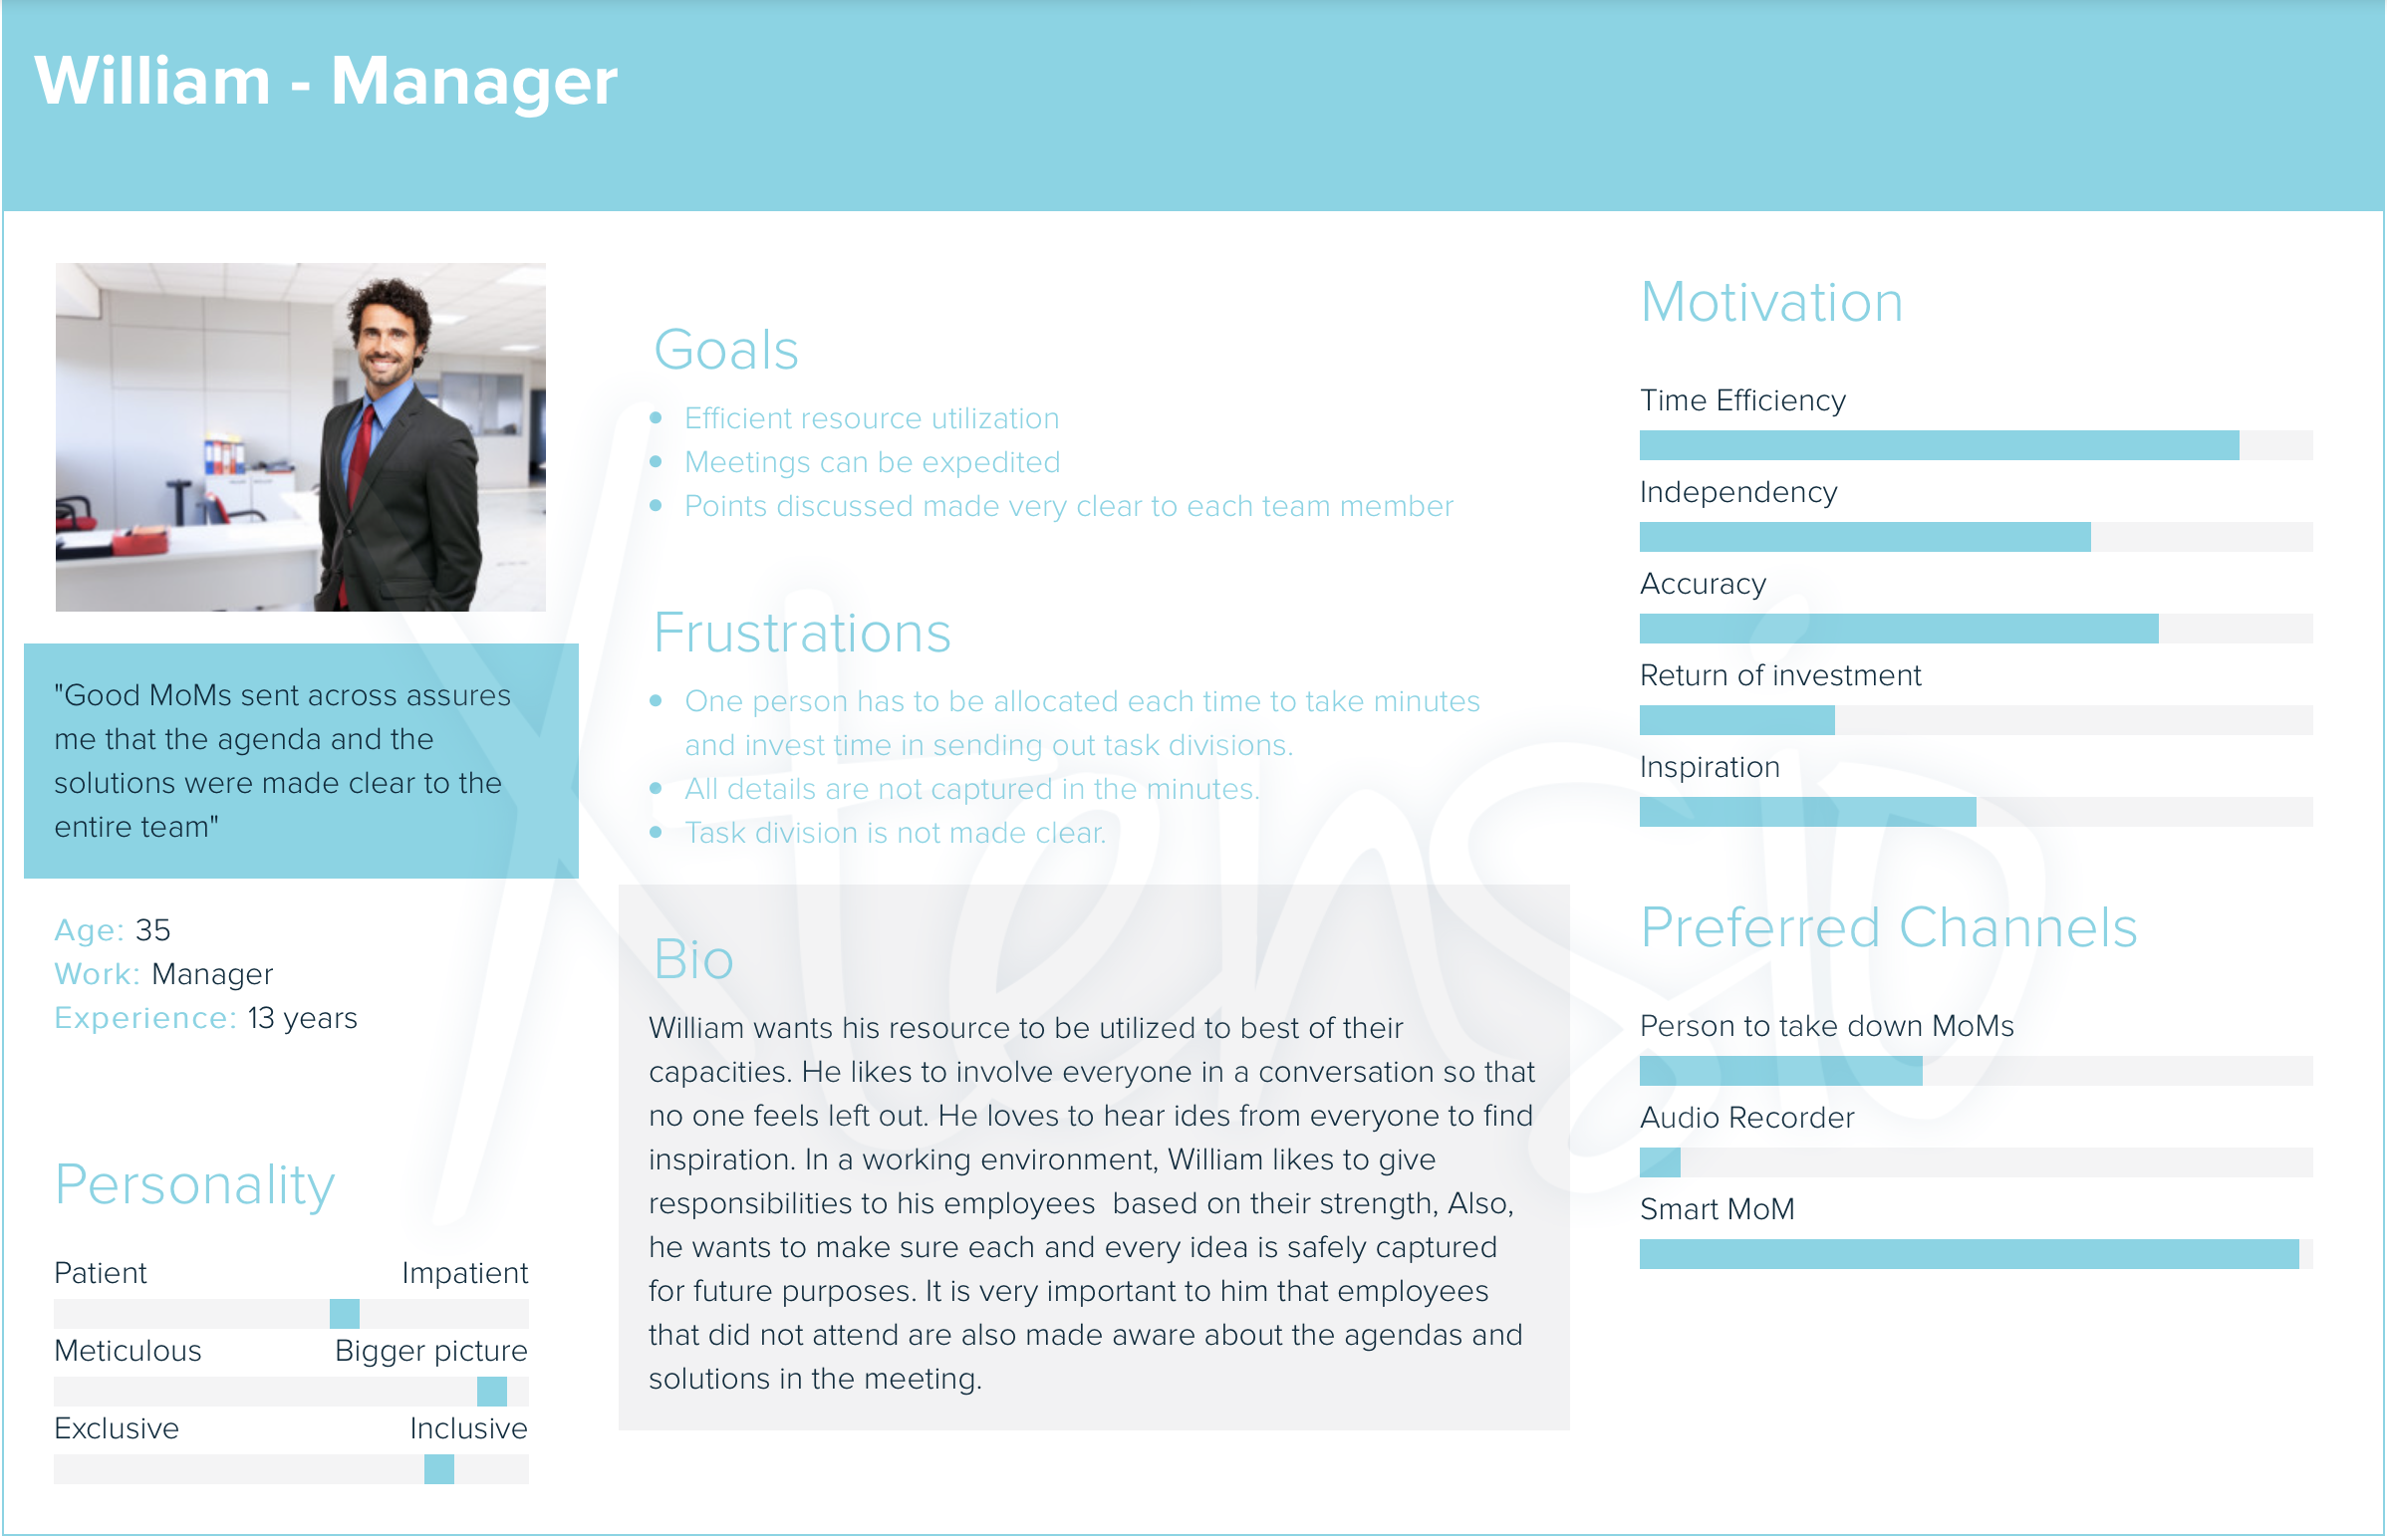 William - Manager
"Good MoMs sent across assures
me that the agenda and the
solutions were made clear to the
entire team"
Age: 35
Work: Manager
Experience: 13 years
Personality
Patient Impatient
Meticulous Bigger picture
Exclusive Inclusive
Goals
• Efficient resource utilization
• Meetings can be expedited
• Points discussed made very clear to each team member
Frustrations
• One person has to be allocated each time to take minutes
and invest time in sending out task divisions.
• All details are not captured in the minutes.
• Task division is not made clear.
Bio
William wants his resource to be utilized to best of their
capacities. He likes to involve everyone in a conversation so that
no one feels left out. He loves to hear ides from everyone to find
inspiration. In a working environment, William likes to give
responsibilities to his employees  based on their strength, Also,
he wants to make sure each and every idea is safely captured
for future purposes. It is very important to him that employees
that did not attend are also made aware about the agendas and
solutions in the meeting.
Motivation
Time Efficiency
Independency
Accuracy
Return of investment
Inspiration
Preferred Channels
Person to take down MoMs
Audio Recorder
Smart MoM
Xtensio